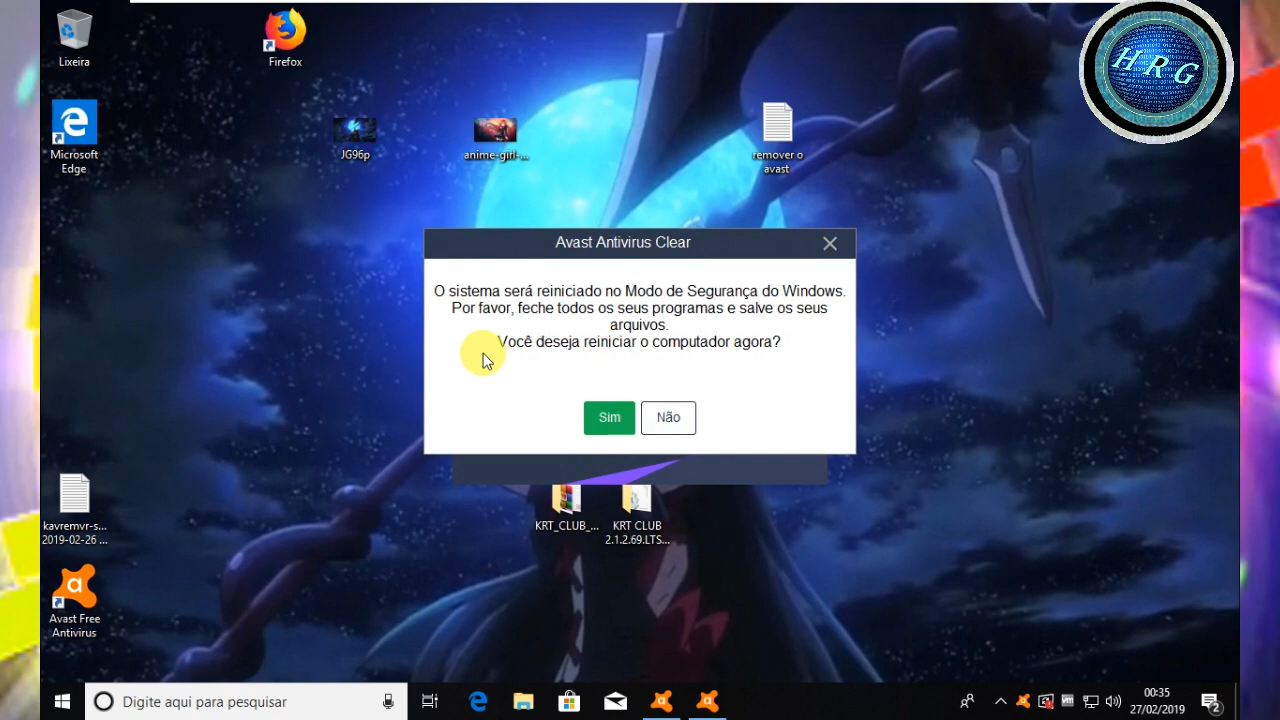 Lixeira
Firefox
HRG
Microsoft
Edge
JG96p
anime-girl-...
remover o
avast
Avast Antivirus Clear
O sistema será reiniciado no Modo de Segurança do Windows.
Por favor, feche todos os seus programas e salve os seus
arquivos.
Você deseja reiniciar o computador agora?
Sim
Não
kavremvr-s...
2019-02-26 ...
KRT_CLUB_...
KRT CLUB
2.1.2.69.LTS...
Avast Free
Antivirus
Digite aqui para pesquisar
00:35
27/02/2019
2